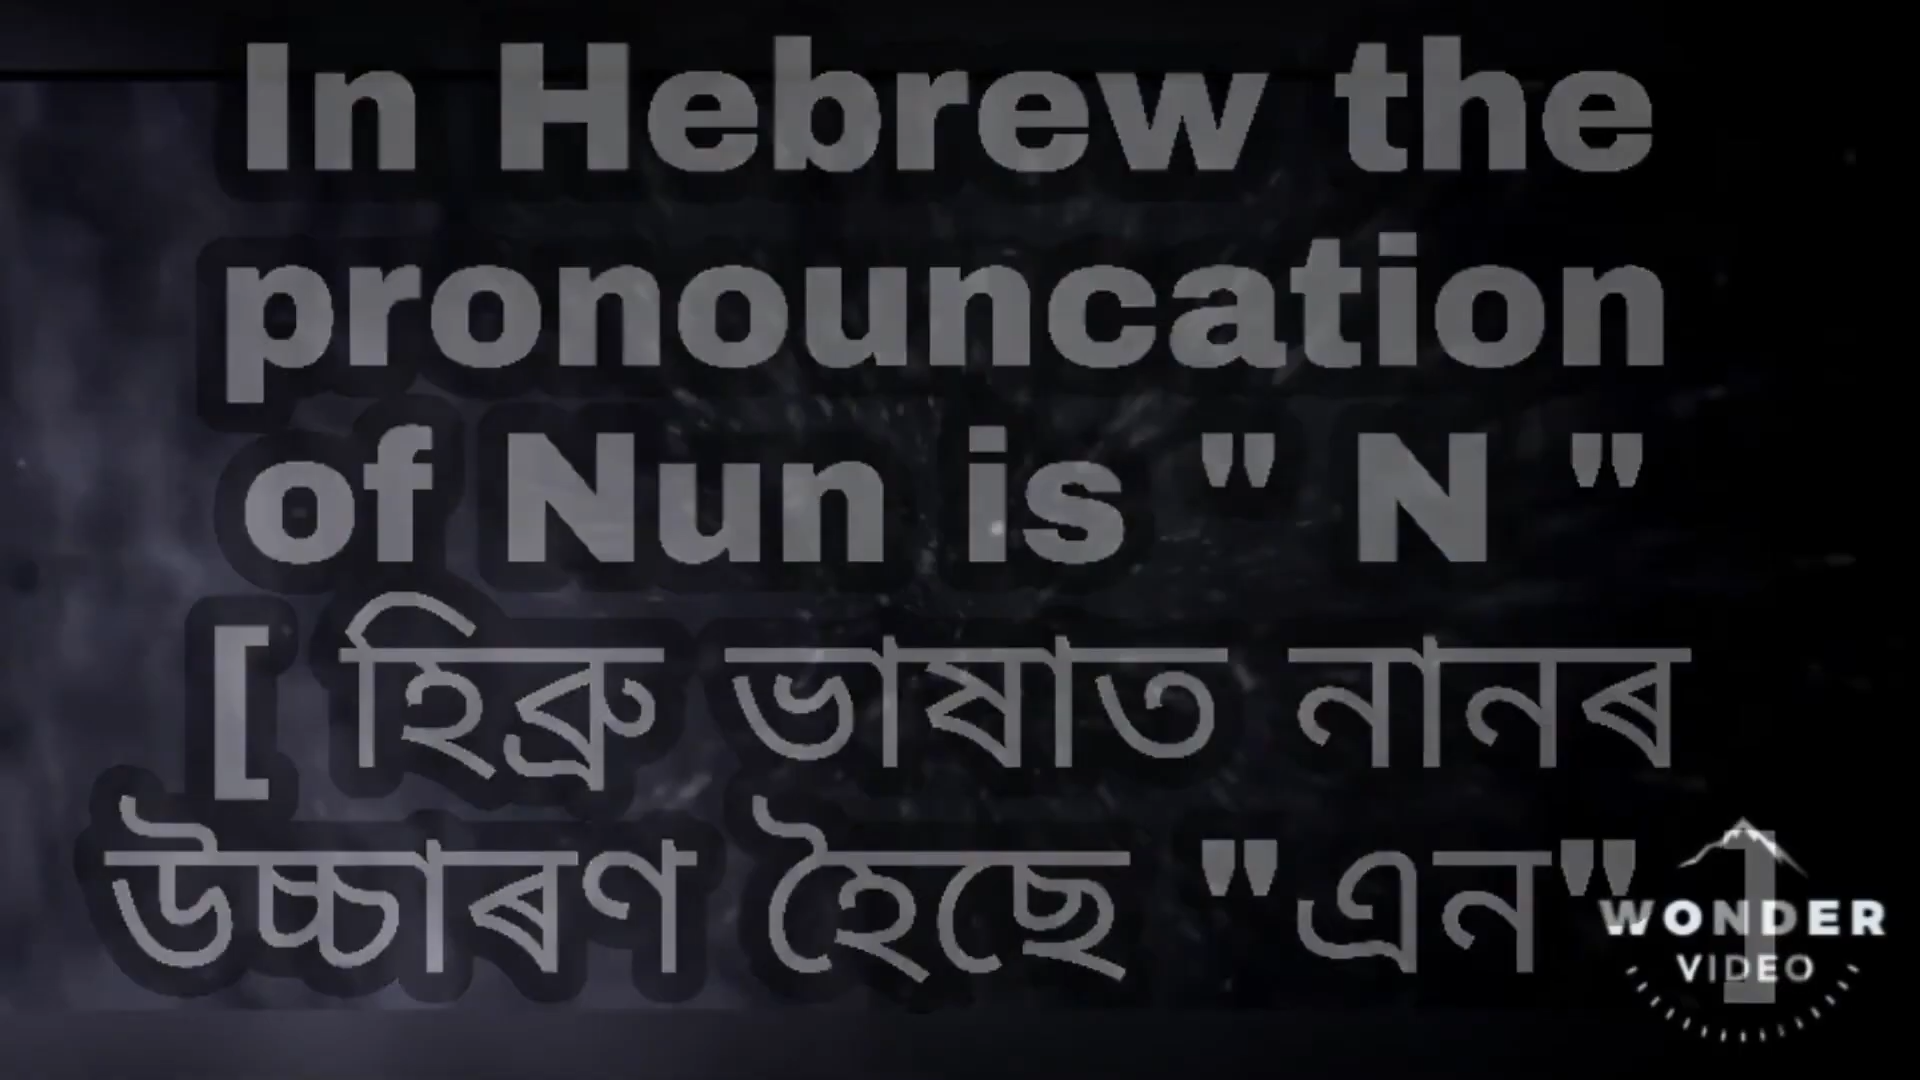 In Hebrew the
pronouncation
of Nun is " N "
[ হিব্ৰু ভাষাত নানৰ
উচ্চাৰণ হৈছে "এন" ]
WONDER
VIDEO